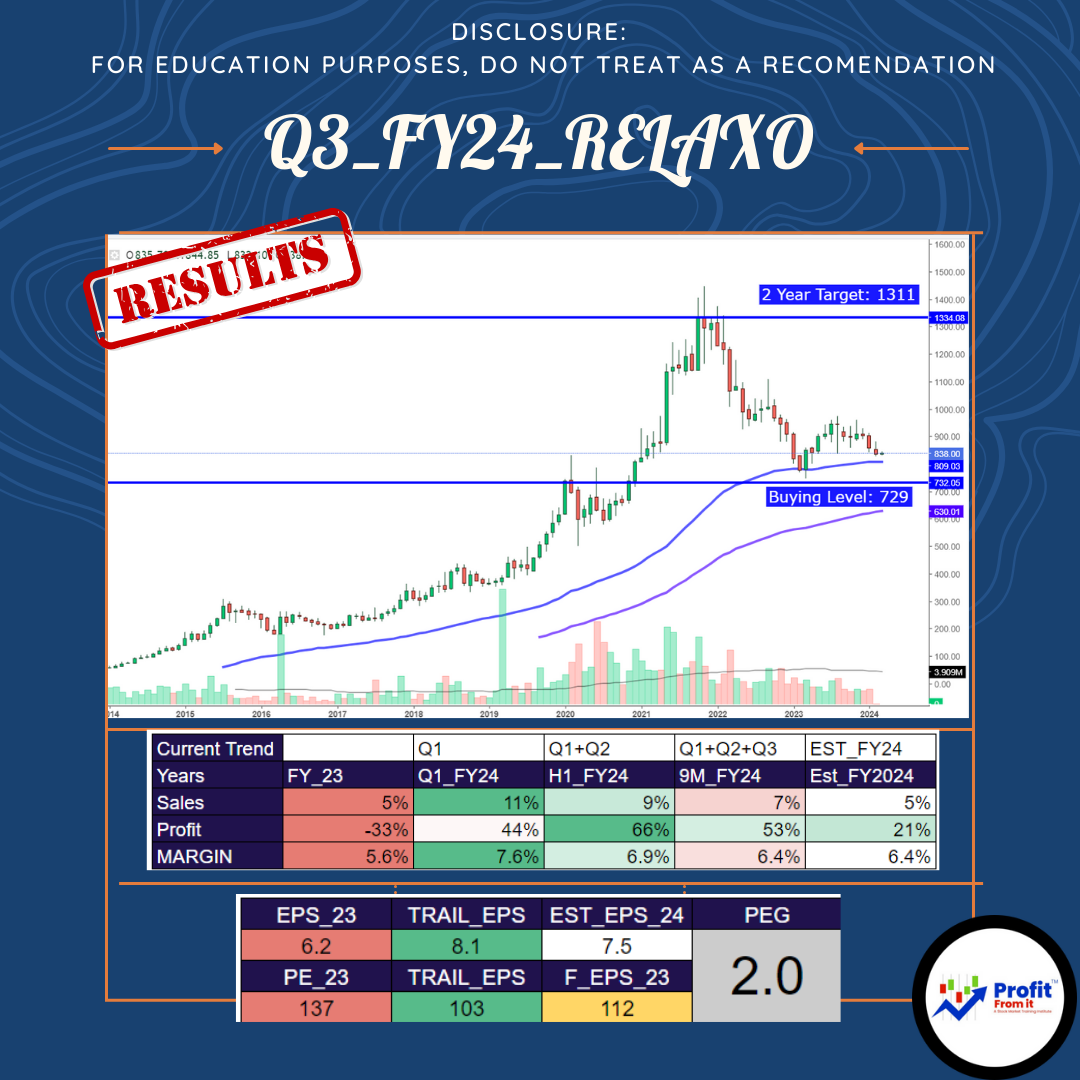 DISCLOSURE:
FOR EDUCATION PURPOSES, DO NOT TREAT AS A RECOMENDATION
Q3_FY24_RELAXO
RESULTS
1600.00
1500.00
2 Year Target: 1311
1400.00
1334.08
1300.00
1200.00
1100.00
1000.00
900.00
838.00
809.03
732.05
Buying Level: 729
700.00
630.01
600.00
500.00
400.00
300.00
200.00
100.00
3.909M
0.00
2015 2016 2017 2018 2019 2020 2021 2022 2023 2024
Current Trend Q1 Q1+Q2 Q1+Q2+Q3 EST_FY24
Years FY_23 Q1_FY24 H1_FY24 9M_FY24 Est_FY2024
Sales 5% 11% 9% 7% 5%
Profit -33% 44% 66% 53% 21%
MARGIN 5.6% 7.6% 6.9% 6.4% 6.4%
EPS_23 TRAIL_EPS EST_EPS_24 PEG
6.2 8.1 7.5 2.0
PE_23 TRAIL_EPS F_EPS_23
137 103 112
Profit
From it
A Stock Market Training Institute